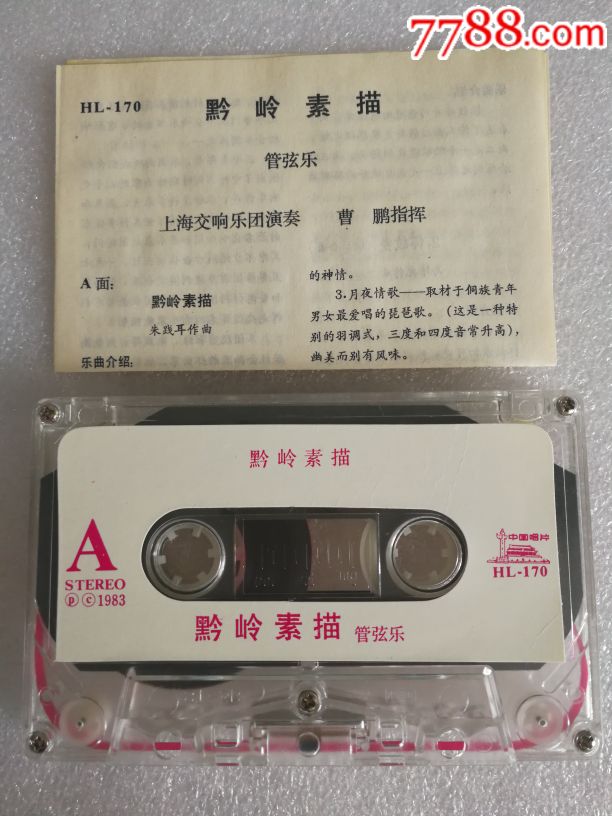 7788.com
HL-170 黔岭素描
管弦乐
上海交响乐团演奏 曹 鹏指挥
A 面：
黔岭素描
朱践耳作曲
乐曲介绍：
的神情。
3.月夜情歌——取材于侗族青年
男女最爱唱的琵琶歌。（这是一种特
别的羽调式，三度和四度音常升高），
幽美而别有风味。
黔岭素描
A
STEREO
ⓟ ⓒ 1983
HL-170
黔岭素描 管弦乐